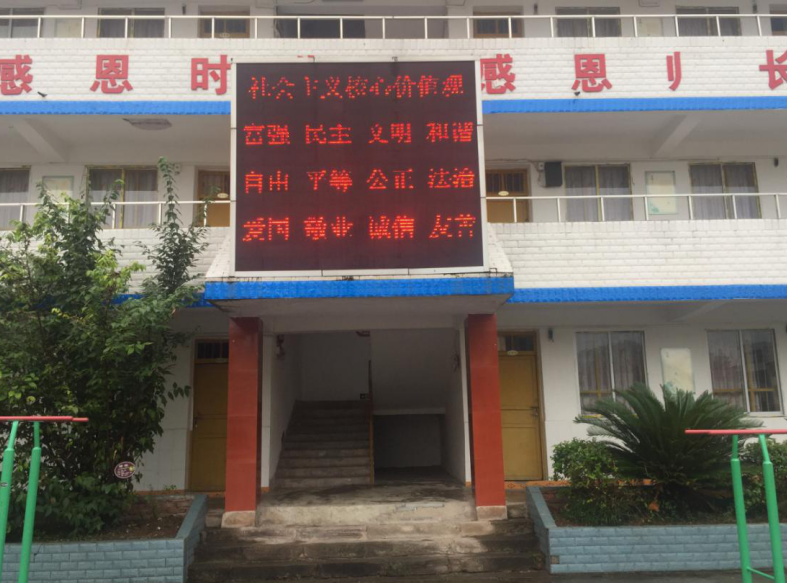 感恩时
感恩
长
社会主义核心价值观
富强 民主 文明 和谐
自由 平等 公正 法治
爱国 敬业 诚信 友善